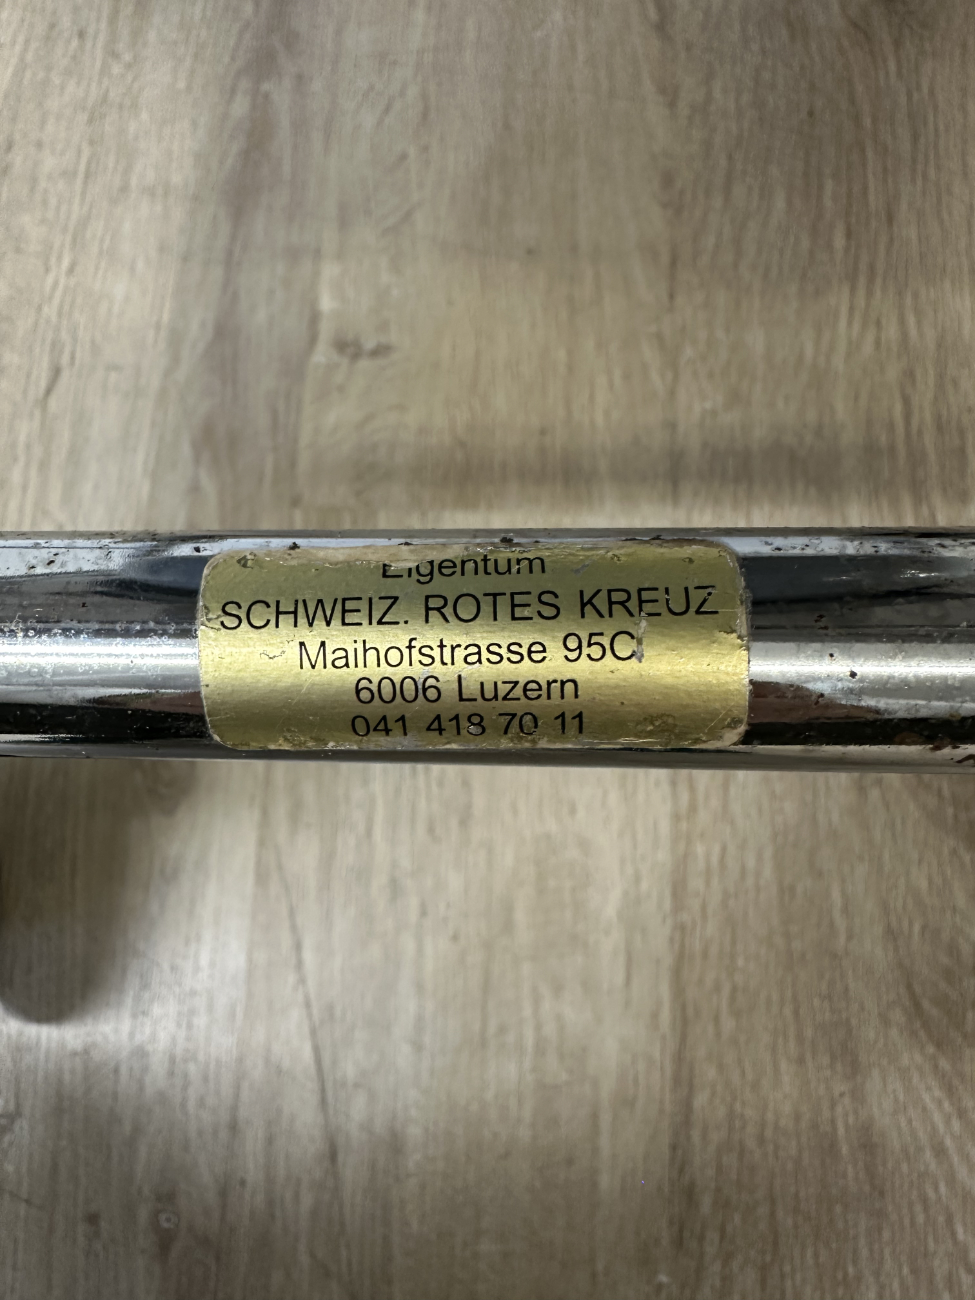 Eigentum
SCHWEIZ. ROTES KREUZ
Maihofstrasse 95C
6006 Luzern
041 418 70 11